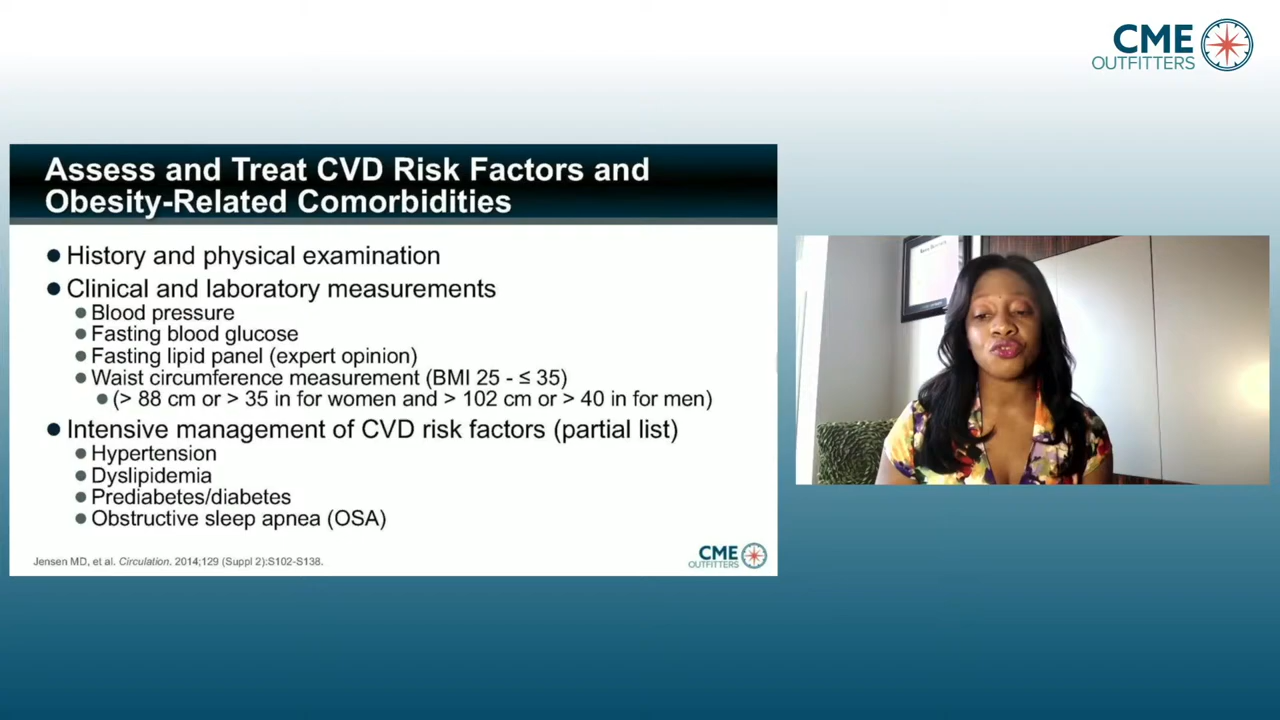 CME
OUTFITTERS
Assess and Treat CVD Risk Factors and
Obesity-Related Comorbidities
History and physical examination
Clinical and laboratory measurements
Blood pressure
Fasting blood glucose
Fasting lipid panel (expert opinion)
Waist circumference measurement (BMI 25 - ≤ 35)
(> 88 cm or > 35 in for women and > 102 cm or > 40 in for men)
Intensive management of CVD risk factors (partial list)
Hypertension
Dyslipidemia
Prediabetes/diabetes
Obstructive sleep apnea (OSA)
Jensen MD, et al. Circulation. 2014;129 (Suppl 2):S102-S138.
CME
OUTFITTERS